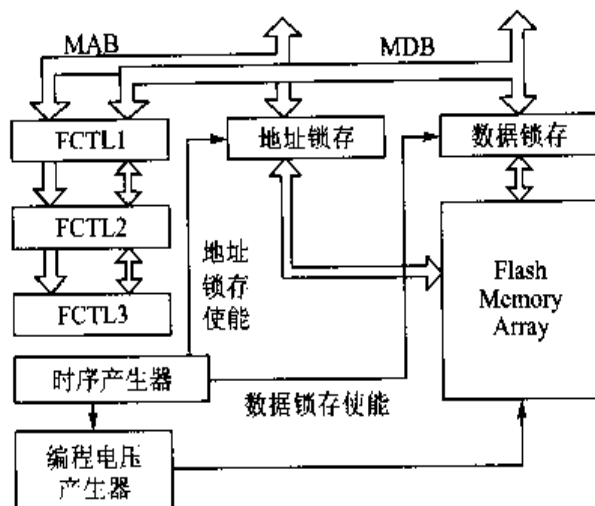 MAB
MDB
FCTL1
地址锁存
数据锁存
FCTL2
地址
锁存
使能
Flash
Memory
Array
FCTL3
时序产生器
数据锁存使能
编程电压
产生器